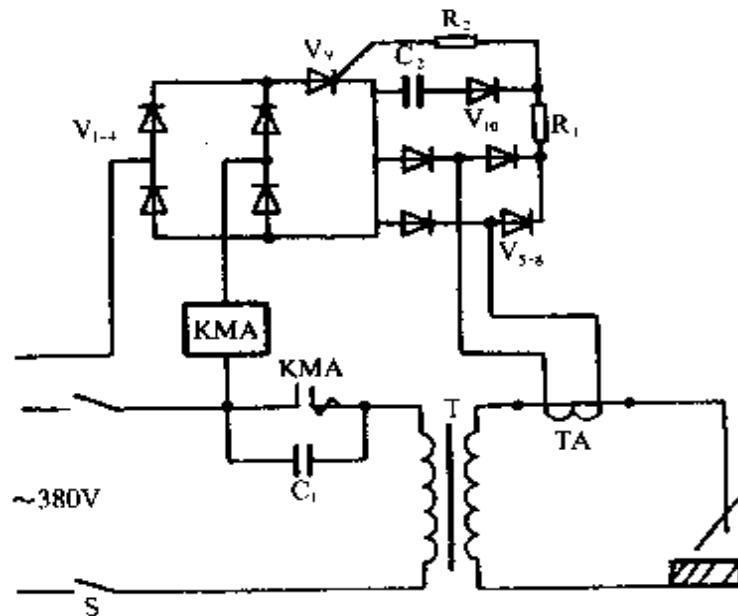 R₂
V₉
C₂
V₁₀
R₁
V₁₋₄
V₅₋₈
KMA
KMA
T
TA
C₁
~380V
S